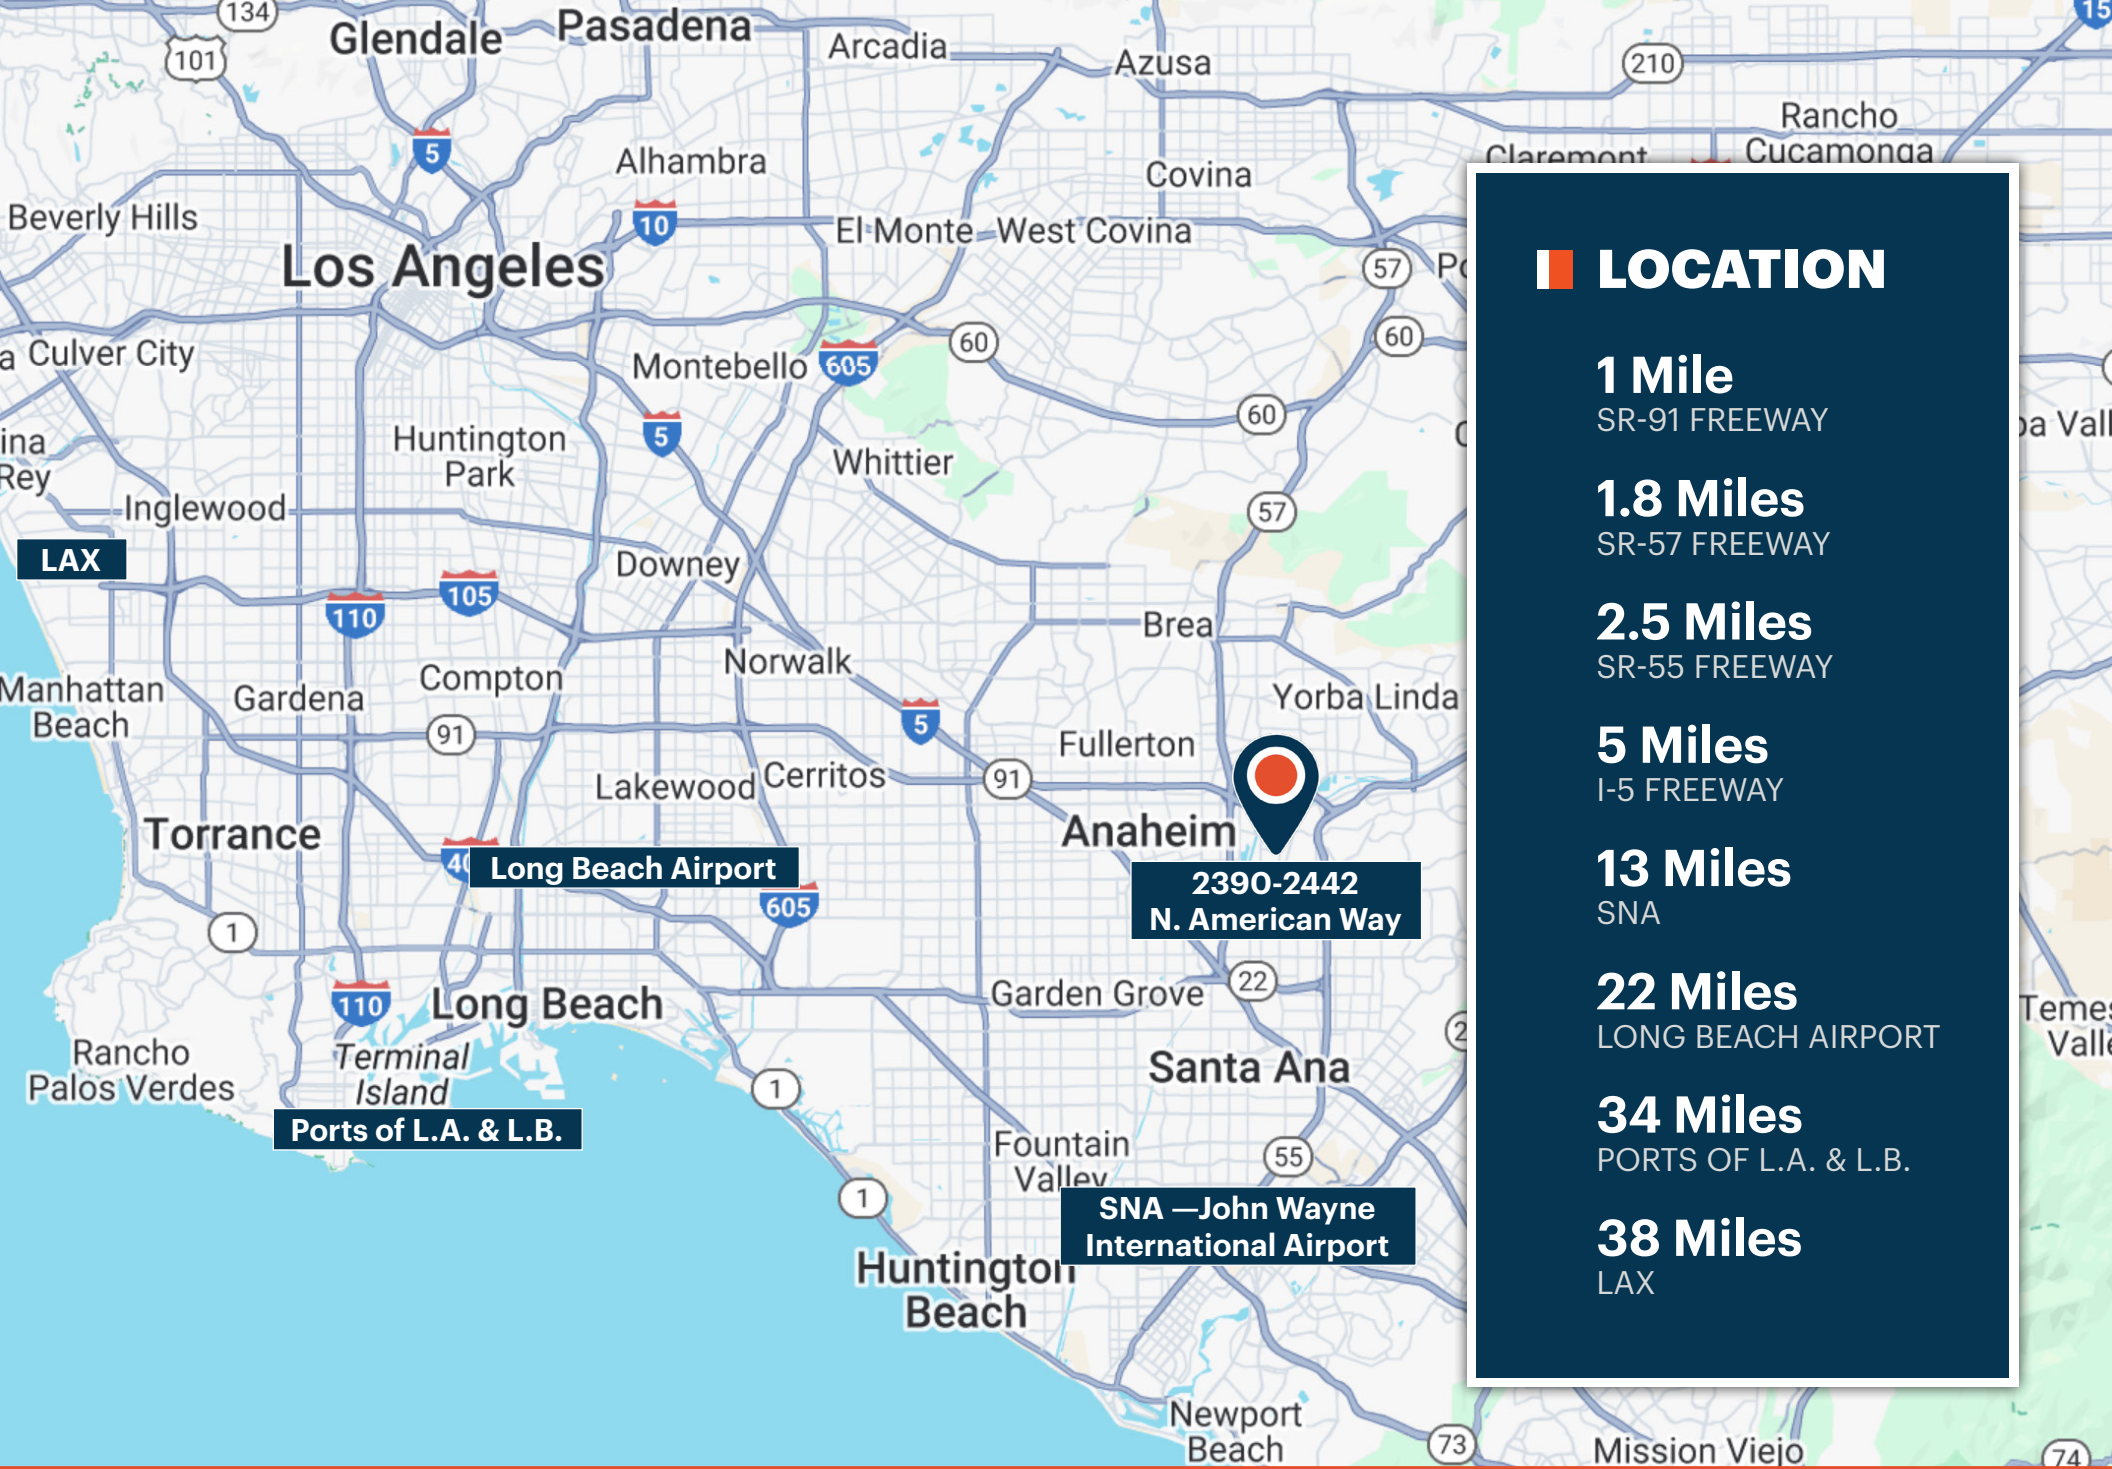 134
Glendale
Pasadena
15
101
Arcadia
Azusa
210
Rancho
Cucamonga
5
Alhambra
Claremont
Covina
Beverly Hills
10
El Monte
West Covina
Los Angeles
57
60
60
Culver City
Montebello
605
60
5
Huntington
Park
Whittier
Inglewood
57
LAX
Downey
105
110
Brea
Norwalk
Manhattan
Beach
Gardena
Compton
Yorba Linda
91
5
Fullerton
Lakewood
Cerritos
91
Torrance
Anaheim
Long Beach Airport
2390-2442
N. American Way
605
1
22
110
Long Beach
Garden Grove
Rancho
Palos Verdes
Terminal
Island
Santa Ana
1
Ports of L.A. & L.B.
Fountain
Valley
55
1
SNA —John Wayne
International Airport
Huntington
Beach
Newport
Beach
73
Mission Viejo
74
LOCATION
1 Mile
SR-91 FREEWAY
1.8 Miles
SR-57 FREEWAY
2.5 Miles
SR-55 FREEWAY
5 Miles
I-5 FREEWAY
13 Miles
SNA
22 Miles
LONG BEACH AIRPORT
34 Miles
PORTS OF L.A. & L.B.
38 Miles
LAX